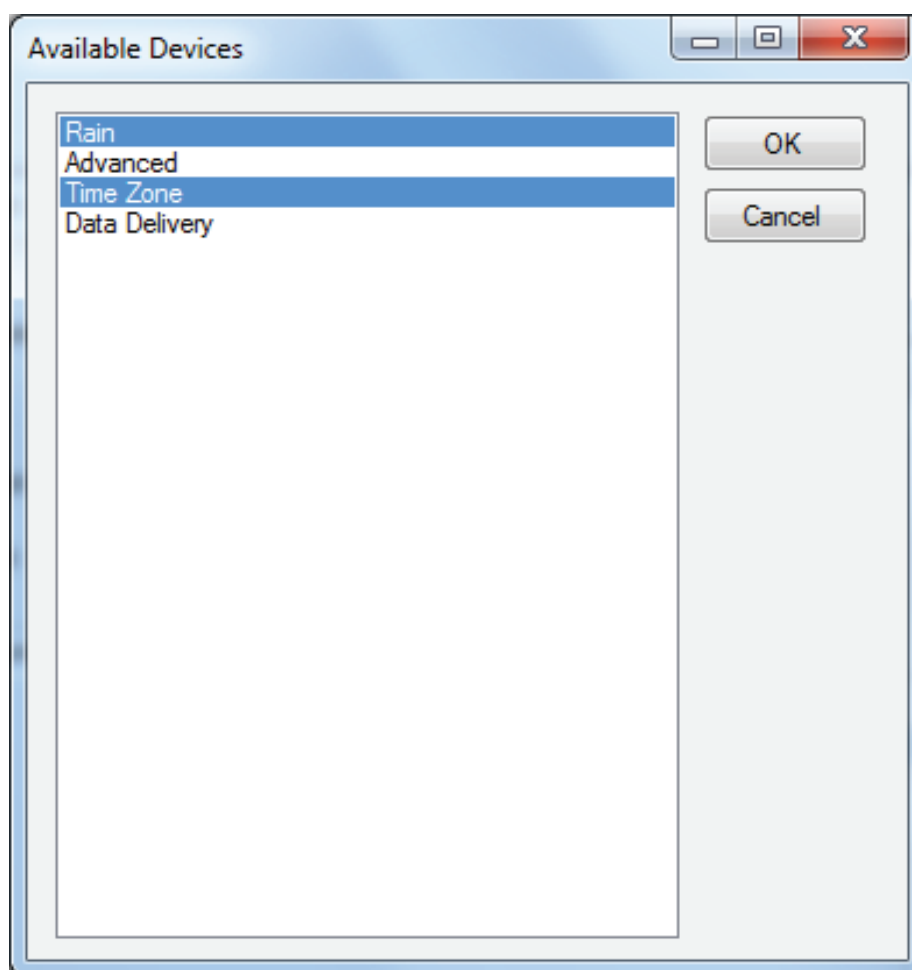 Available Devices
Rain
Advanced
Time Zone
Data Delivery
OK
Cancel